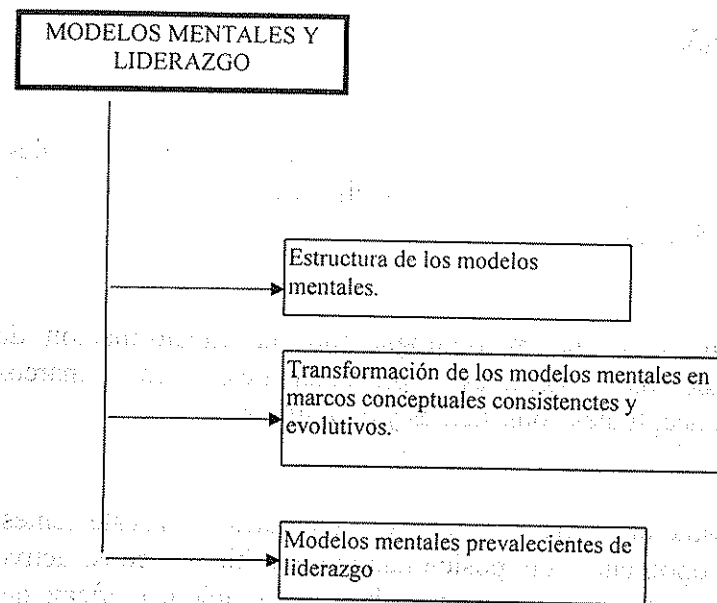 MODELOS MENTALES Y
LIDERAZGO
Estructura de los modelos
mentales.
Transformación de los modelos mentales en
marcos conceptuales consistenctes y
evolutivos.
Modelos mentales prevalecientes de
liderazgo